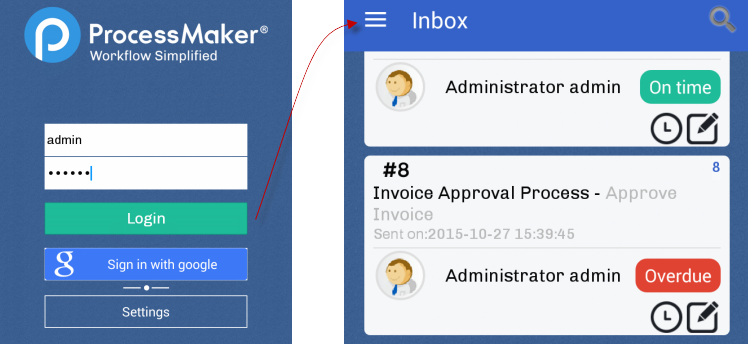 ProcessMaker®
Workflow Simplified
admin
••••••
Login
g
Sign in with google
Settings
Inbox
Administrator admin
On time
#8
8
Invoice Approval Process - Approve
Invoice
Sent on:2015-10-27 15:39:45
Administrator admin
Overdue